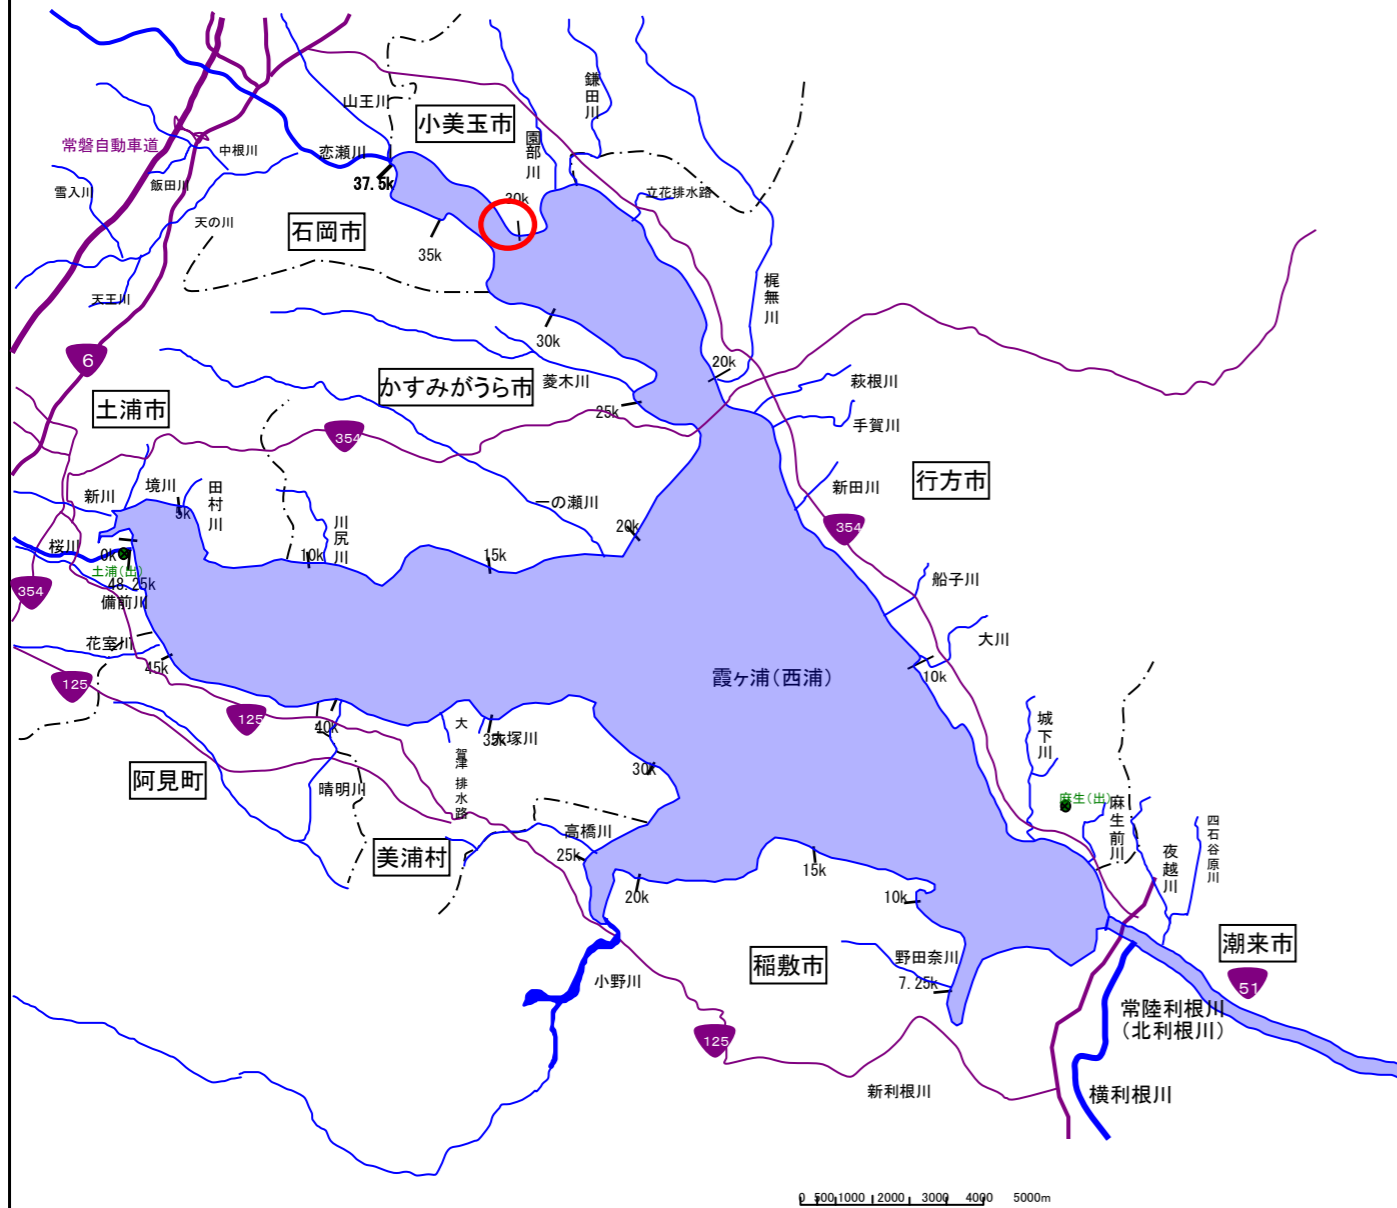 鎌田川
山王川
小美玉市
園部川
常磐自動車道
中根川
恋瀬川
37.5k
飯田川
雪入川
立花排水路
30k
天の川
石岡市
35k
天王川
梶無川
30k
6
20k
菱木川
萩根川
かすみがうら市
土浦市
25k
手賀川
354
行方市
新田川
境川
田村川
新川
一の瀬川
5k
川尻川
20k
354
桜川
0k
10k
15k
土浦(出)
48.25k
船子川
354
備前川
花室川
大川
45k
霞ヶ浦(西浦)
10k
125
125
40k
大賀津排水路
35k
大塚川
城下川
30k
阿見町
晴明川
麻生(出)
麻生前川
四石谷原川
高橋川
美浦村
25k
夜越川
15k
20k
10k
潮来市
野田奈川
稲敷市
7.25k
小野川
51
常陸利根川
(北利根川)
125
新利根川
横利根川
0 500 1000 2000 3000 4000 5000m